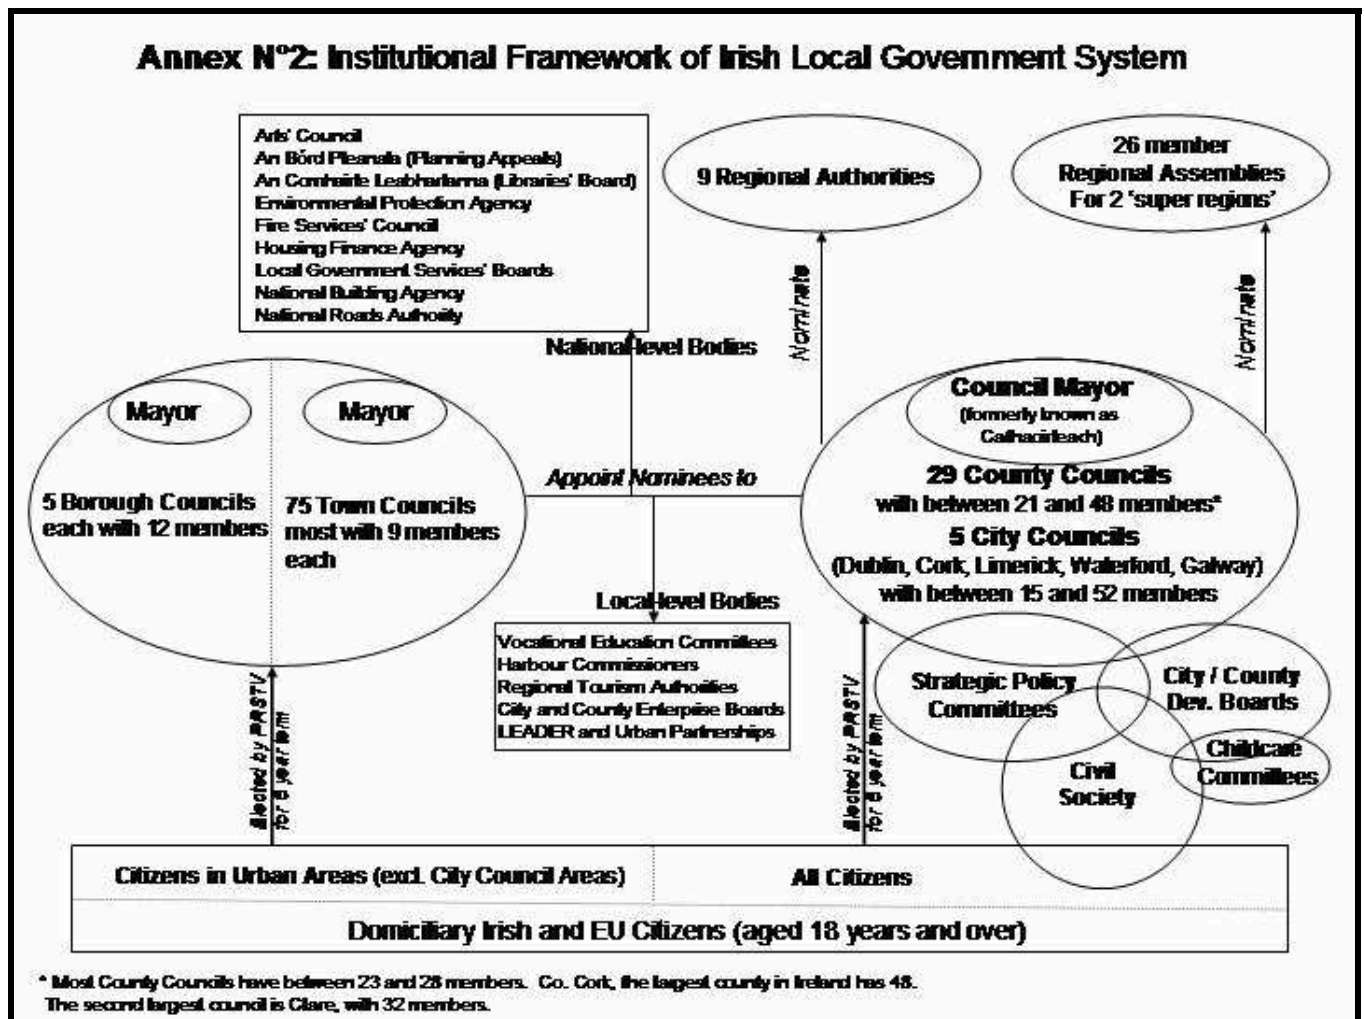 Annex N°2: Institutional Framework of Irish Local Government System
Arts' Council
An Bórd Pleanala (Planning Appeals)
An Comhairle Leabharlanna (Libraries' Board)
Environmental Protection Agency
Fire Services' Council
Housing Finance Agency
Local Government Services' Boards
National Building Agency
National Roads Authority
9 Regional Authorities
26 member
Regional Assemblies
For 2 'super regions'
National-level Bodies
Nominate
Nominate
Mayor
Mayor
5 Borough Councils
each with 12 members
75 Town Councils
most with 9 members
each
Appoint Nominees to
Council Mayor
(formerly known as
Cathaoirleach)
29 County Councils
with between 21 and 48 members*
5 City Councils
(Dublin, Cork, Limerick, Waterford, Galway)
with between 15 and 52 members
Local-level Bodies
Vocational Education Committees
Harbour Commissioners
Regional Tourism Authorities
City and County Enterprise Boards
LEADER and Urban Partnerships
Strategic Policy
Committees
City / County
Dev. Boards
Childcare
Committees
Civil
Society
Elected by PRSTV
for 5 year term
Elected by PRSTV
for 5 year term
Citizens in Urban Areas (excl. City Council Areas)
All Citizens
Domiciliary Irish and EU Citizens (aged 18 years and over)
* Most County Councils have between 23 and 28 members. Co. Cork, the largest county in Ireland has 48.
The second largest council is Clare, with 32 members.